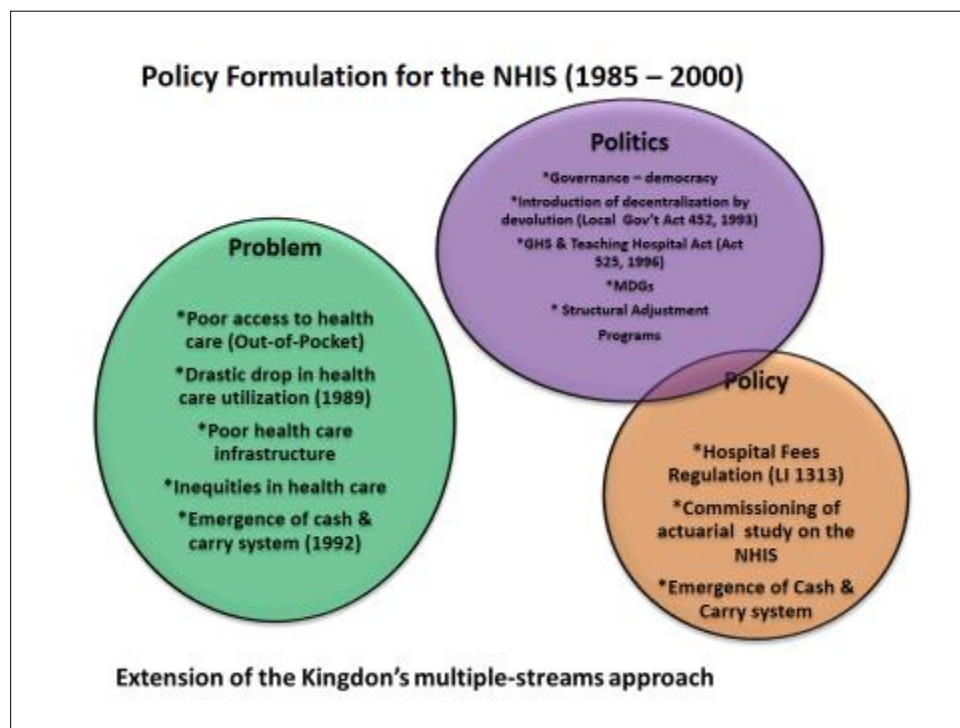 Policy Formulation for the NHIS (1985 – 2000)
Politics
*Governance – democracy
*Introduction of decentralization by
devolution (Local Gov't Act 452, 1993)
*GHS & Teaching Hospital Act (Act
525, 1996)
*MDGs
* Structural Adjustment
Programs
Problem
*Poor access to health
care (Out-of-Pocket)
*Drastic drop in health
care utilization (1989)
*Poor health care
infrastructure
*Inequities in health care
*Emergence of cash &
carry system (1992)
Policy
*Hospital Fees
Regulation (LI 1313)
*Commissioning of
actuarial study on the
NHIS
*Emergence of Cash &
Carry system
Extension of the Kingdon's multiple-streams approach